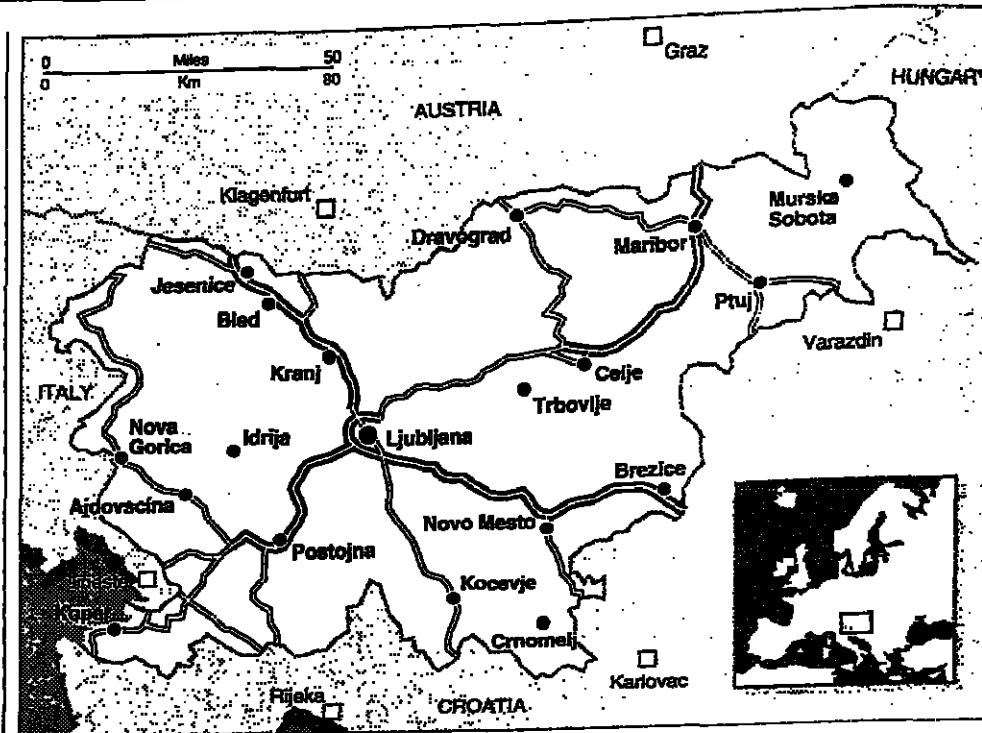 0 Miles 50
0 Km 80
Graz
HUNGARY
AUSTRIA
Klagenfurt
Murska
Sobota
Dravograd
Maribor
Jesenice
Ptuj
Bled
Varazdin
Kranj
Celje
ITALY
Trbovlje
Nova
Gorica
Idrija
Ljubljana
Brezice
Ajdovscina
Novo Mesto
Postojna
Trieste
Kocevje
Koper
Crnomelj
Karlovac
Rijeka
CROATIA